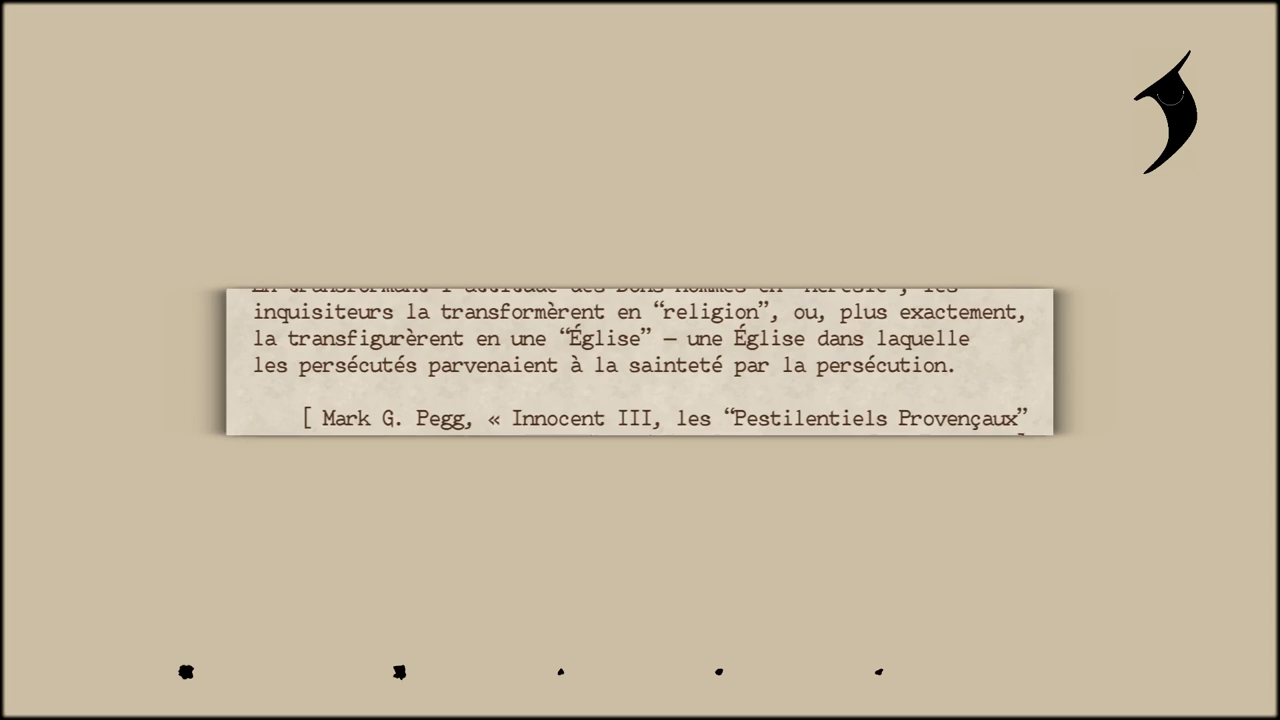 inquisiteurs la transformèrent en “religion”, ou, plus exactement,
la transfigurèrent en une “Église” — une Église dans laquelle
les persécutés parvenaient à la sainteté par la persécution.
[ Mark G. Pegg, « Innocent III, les “Pestilentiels Provençaux”